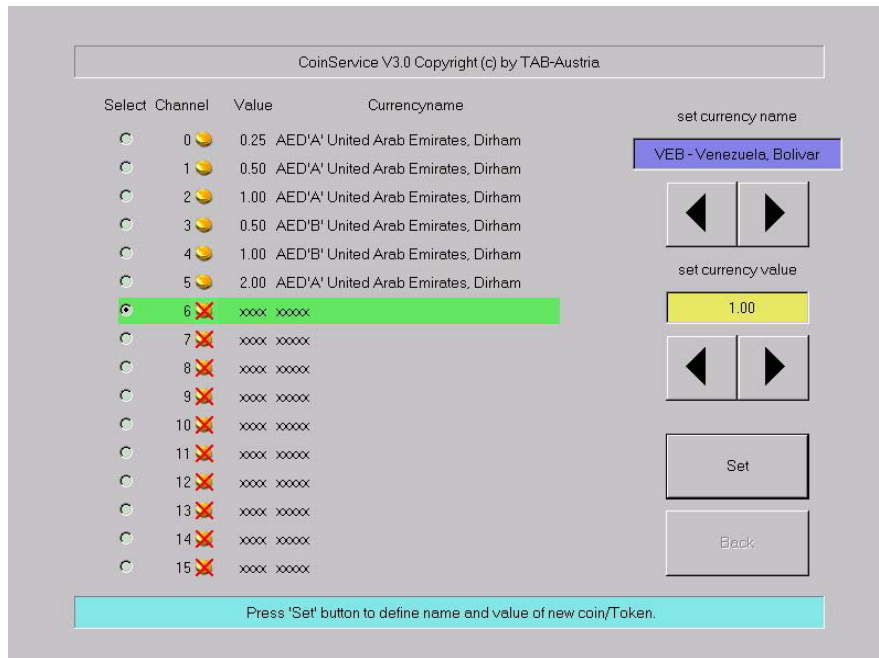 CoinService V3.0 Copyright (c) by TAB-Austria
Select Channel Value Currencyname
0 0.25 AED'A' United Arab Emirates, Dirham
1 0.50 AED'A' United Arab Emirates, Dirham
2 1.00 AED'A' United Arab Emirates, Dirham
3 0.50 AED'B' United Arab Emirates, Dirham
4 1.00 AED'B' United Arab Emirates, Dirham
5 2.00 AED'A' United Arab Emirates, Dirham
6 xxxx xxxxx
7 xxxx xxxxx
8 xxxx xxxxx
9 xxxx xxxxx
10 xxxx xxxxx
11 xxxx xxxxx
12 xxxx xxxxx
13 xxxx xxxxx
14 xxxx xxxxx
15 xxxx xxxxx
set currency name
VEB - Venezuela, Bolivar
set currency value
1.00
Set
Back
Press 'Set' button to define name and value of new coin/Token.